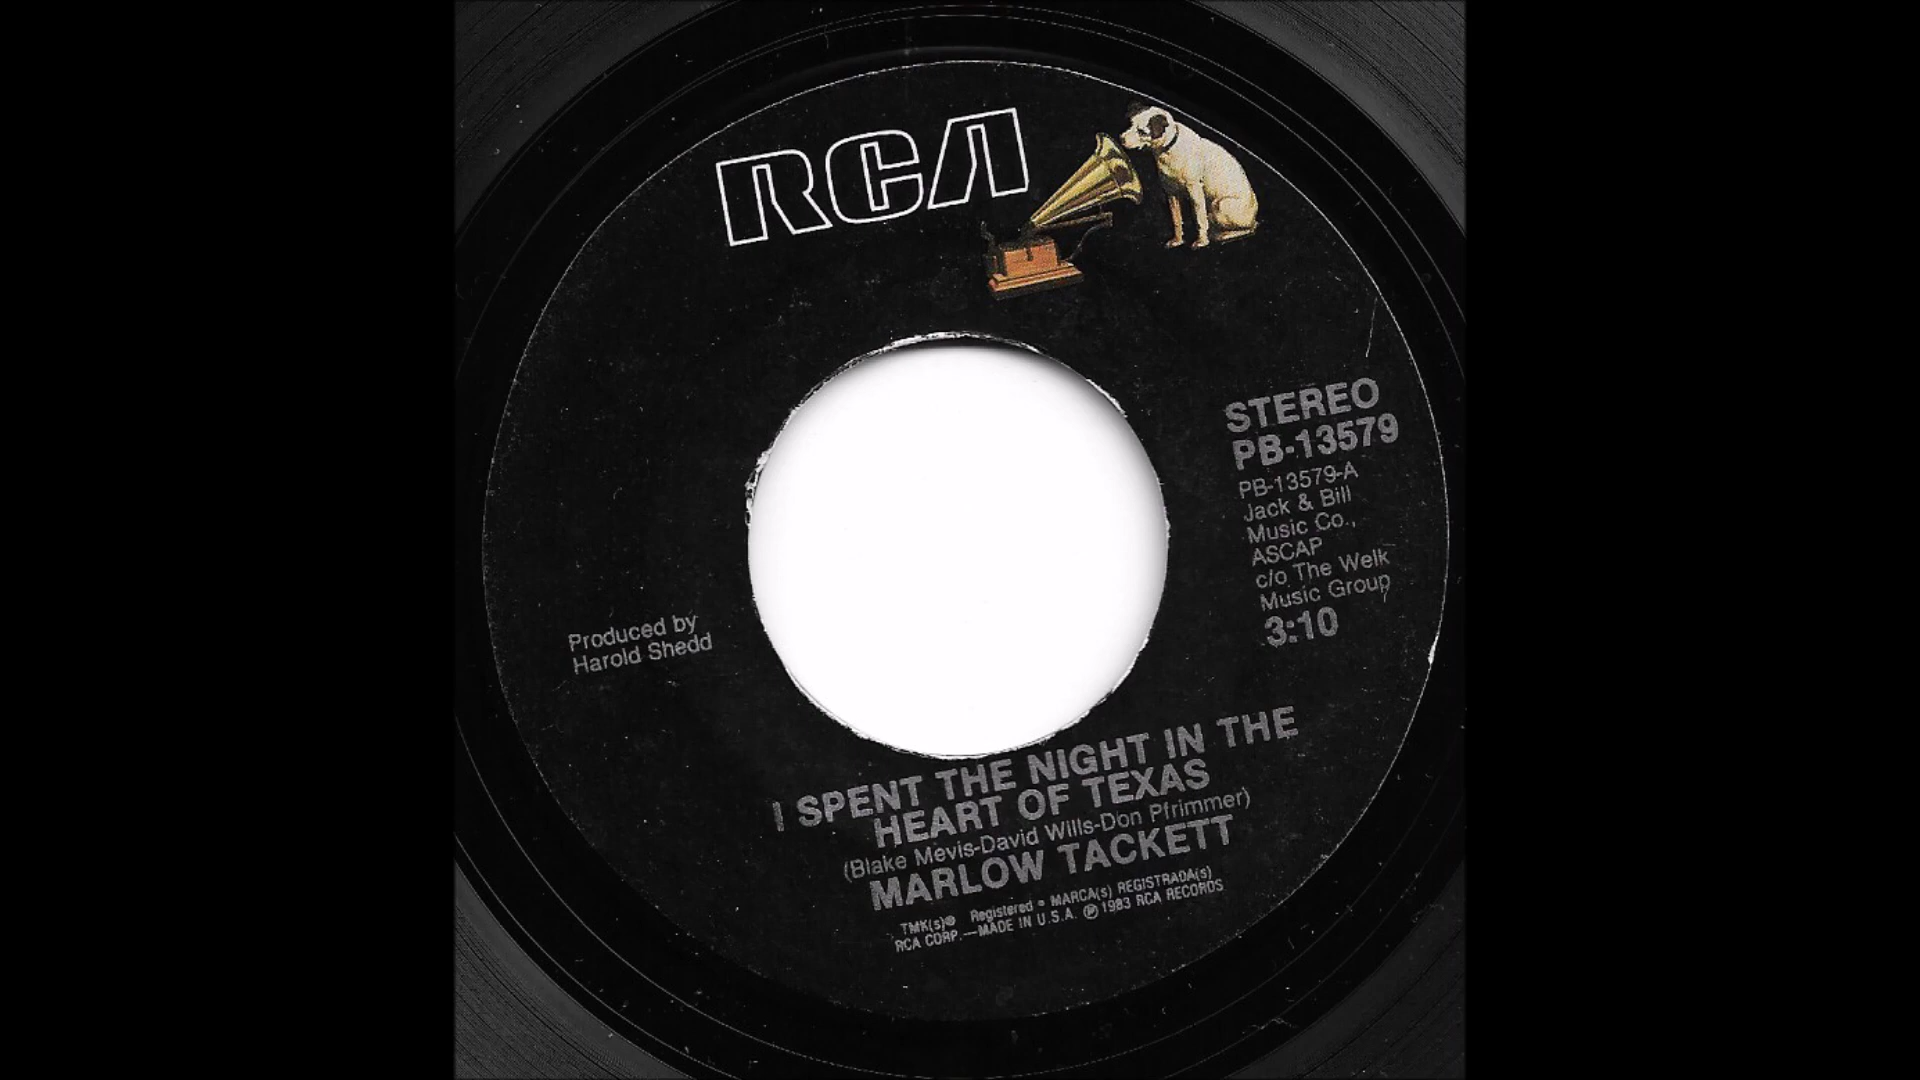 RCA
STEREO
PB-13579
PB-13579-A
Jack & Bill
Music Co.,
ASCAP
c/o The Welk
Music Group
3:10
Produced by
Harold Shedd
I SPENT THE NIGHT IN THE
HEART OF TEXAS
(Blake Mevis-David Wills-Don Pfrimmer)
MARLOW TACKETT
TMK(s)® Registered • MARCA(s) REGISTRADA(s)
RCA CORP.—MADE IN U.S.A. ℗ 1983 RCA RECORDS